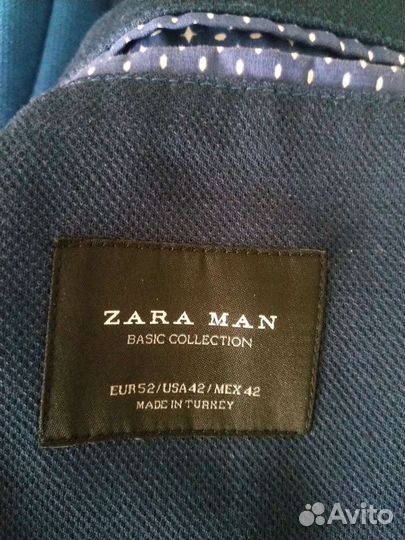 ZARA MAN
BASIC COLLECTION
EUR 52 / USA 42 / MEX 42
MADE IN TURKEY
Avito